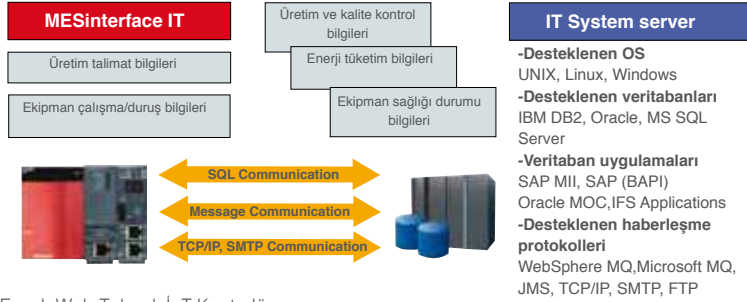 MESinterface IT
Üretim talimat bilgileri
Ekipman çalışma/duruş bilgileri
Üretim ve kalite kontrol
bilgileri
Enerji tüketim bilgileri
Ekipman sağlığı durumu
bilgileri
SQL Communication
Message Communication
TCP/IP, SMTP Communication
IT System server
-Desteklenen OS
UNIX, Linux, Windows
-Desteklenen veritabanları
IBM DB2, Oracle, MS SQL
Server
-Veritaban uygulamaları
SAP MII, SAP (BAPI)
Oracle MOC,IFS Applications
-Desteklenen haberleşme
protokolleri
WebSphere MQ,Microsoft MQ,
JMS, TCP/IP, SMTP, FTP